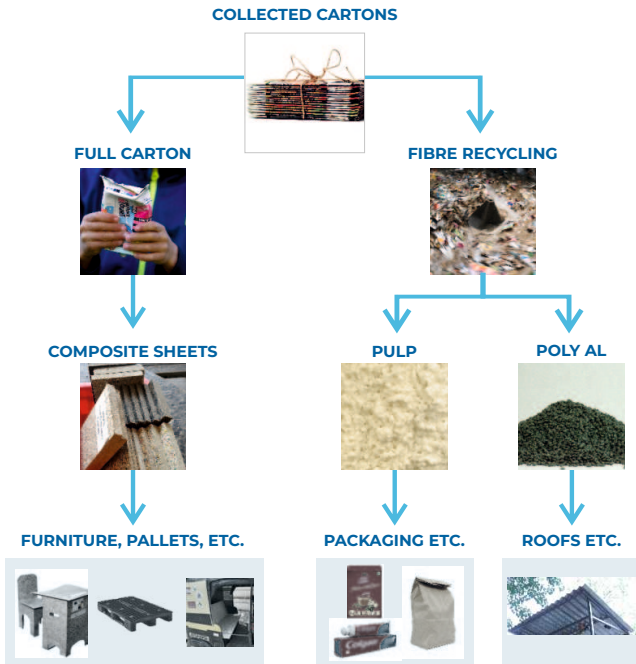 COLLECTED CARTONS
FULL CARTON
FIBRE RECYCLING
COMPOSITE SHEETS
PULP
POLY AL
FURNITURE, PALLETS, ETC.
PACKAGING ETC.
ROOFS ETC.